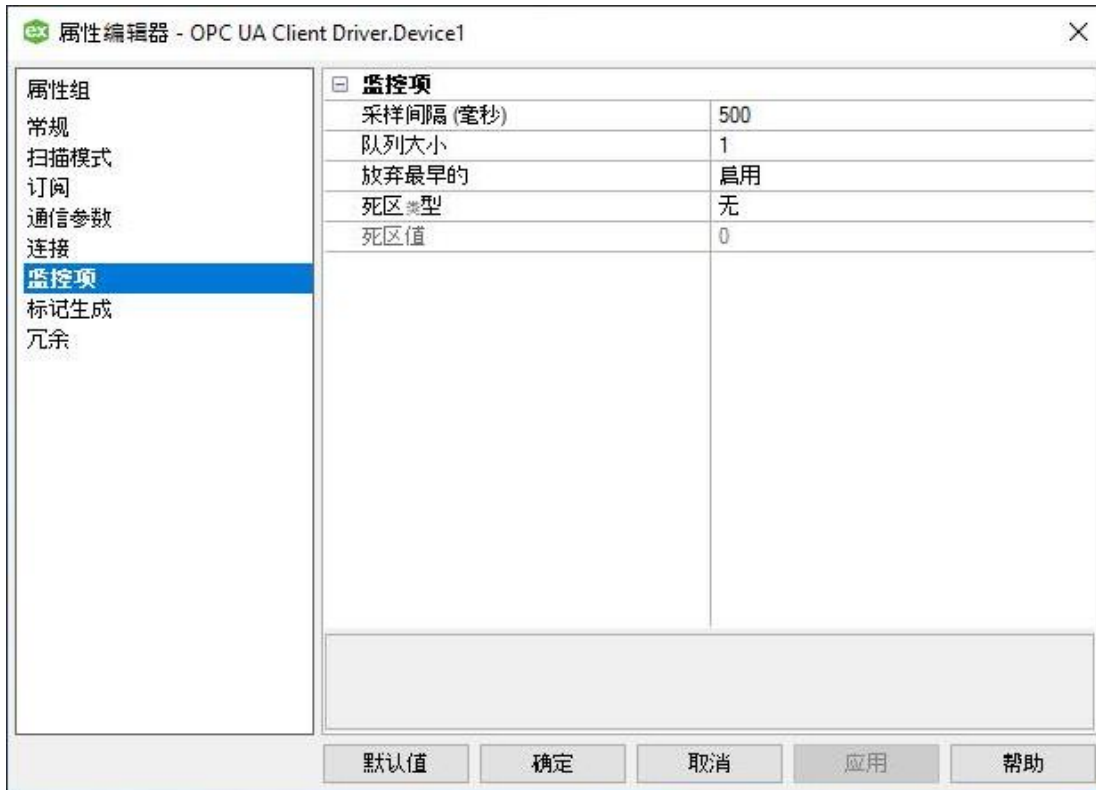 ex 属性编辑器 - OPC UA Client Driver.Device1
属性组
常规
扫描模式
订阅
通信参数
连接
监控项
标记生成
冗余
监控项
采样间隔 (毫秒) 500
队列大小 1
放弃最早的 启用
死区类型 无
死区值 0
默认值 确定 取消 应用 帮助